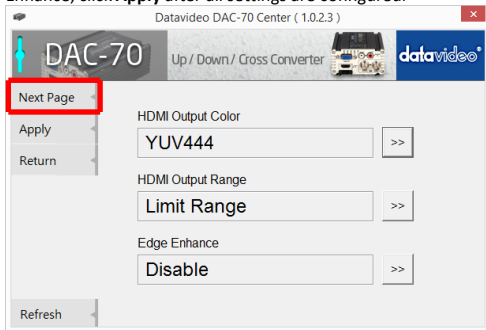 Enhance, click Apply after all settings are configured.
Datavideo DAC-70 Center ( 1.0.2.3 )
DAC-70
Up / Down / Cross Converter
datavideo
Next Page
Apply
Return
HDMI Output Color
YUV444
>>
HDMI Output Range
Limit Range
>>
Edge Enhance
Disable
>>
Refresh